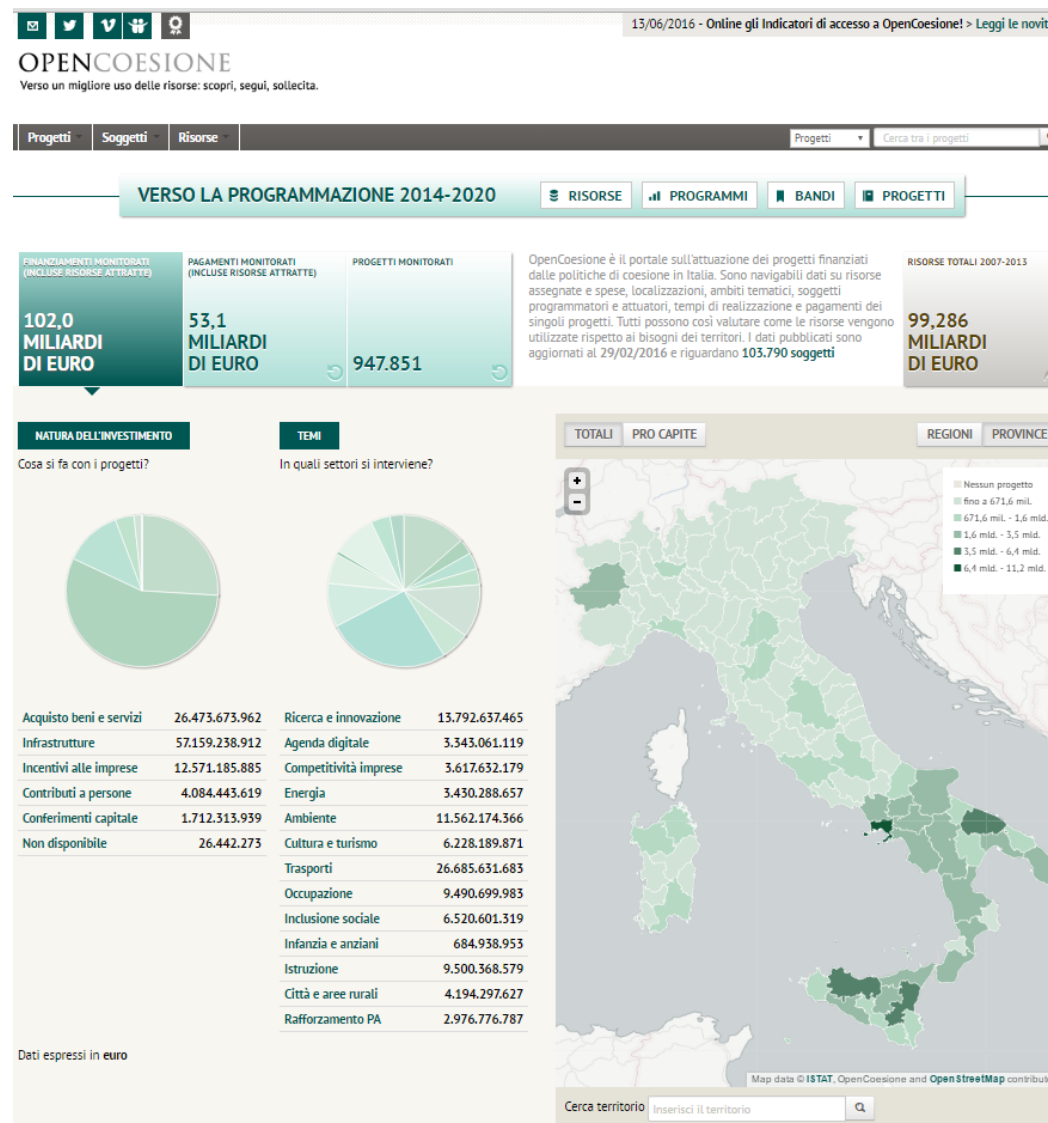 13/06/2016 - Online gli Indicatori di accesso a OpenCoesione! > Leggi le novit
OPENCOESIONE
Verso un migliore uso delle risorse: scopri, segui, sollecita.
Progetti Soggetti Risorse Progetti Cerca tra i progetti
VERSO LA PROGRAMMAZIONE 2014-2020 RISORSE PROGRAMMI BANDI PROGETTI
FINANZIAMENTI MONITORATI
(INCLUSE RISORSE ATTRATTE)
102,0
MILIARDI
DI EURO
PAGAMENTI MONITORATI
(INCLUSE RISORSE ATTRATTE)
53,1
MILIARDI
DI EURO
PROGETTI MONITORATI
947.851
OpenCoesione è il portale sull'attuazione dei progetti finanziati
dalle politiche di coesione in Italia. Sono navigabili dati su risorse
assegnate e spese, localizzazioni, ambiti tematici, soggetti
programmatori e attuatori, tempi di realizzazione e pagamenti dei
singoli progetti. Tutti possono così valutare come le risorse vengono
utilizzate rispetto ai bisogni dei territori. I dati pubblicati sono
aggiornati al 29/02/2016 e riguardano 103.790 soggetti
RISORSE TOTALI 2007-2013
99,286
MILIARDI
DI EURO
NATURA DELL'INVESTIMENTO
Cosa si fa con i progetti?
Acquisto beni e servizi 26.473.673.962
Infrastrutture 57.159.238.912
Incentivi alle imprese 12.571.185.885
Contributi a persone 4.084.443.619
Conferimenti capitale 1.712.313.939
Non disponibile 26.442.273
Dati espressi in euro
TEMI
In quali settori si interviene?
Ricerca e innovazione 13.792.637.465
Agenda digitale 3.343.061.119
Competitività imprese 3.617.632.179
Energia 3.430.288.657
Ambiente 11.562.174.366
Cultura e turismo 6.228.189.871
Trasporti 26.685.631.683
Occupazione 9.490.699.983
Inclusione sociale 6.520.601.319
Infanzia e anziani 684.938.953
Istruzione 9.500.368.579
Città e aree rurali 4.194.297.627
Rafforzamento PA 2.976.776.787
TOTALI PRO CAPITE REGIONI PROVINCE
+
-
Nessun progetto
fino a 671,6 mil.
671,6 mil. - 1,6 mld.
1,6 mld. - 3,5 mld.
3,5 mld. - 6,4 mld.
6,4 mld. - 11,2 mld.
Map data © ISTAT, OpenCoesione and OpenStreetMap contribut
Cerca territorio Inserisci il territorio